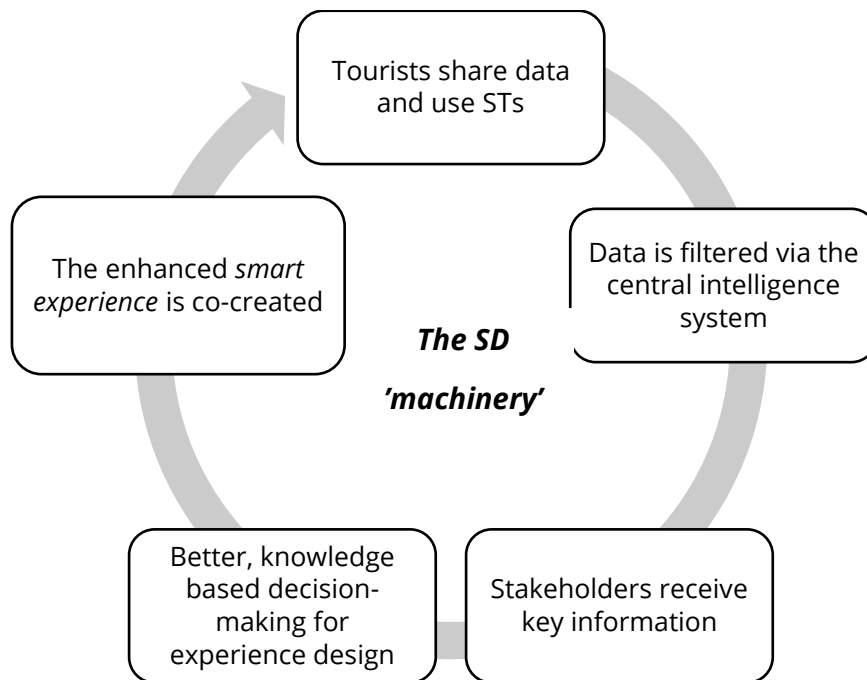 Tourists share data
and use STs
Data is filtered via the
central intelligence
system
Stakeholders receive
key information
Better, knowledge
based decision-
making for
experience design
The enhanced smart
experience is co-created
The SD
’machinery’